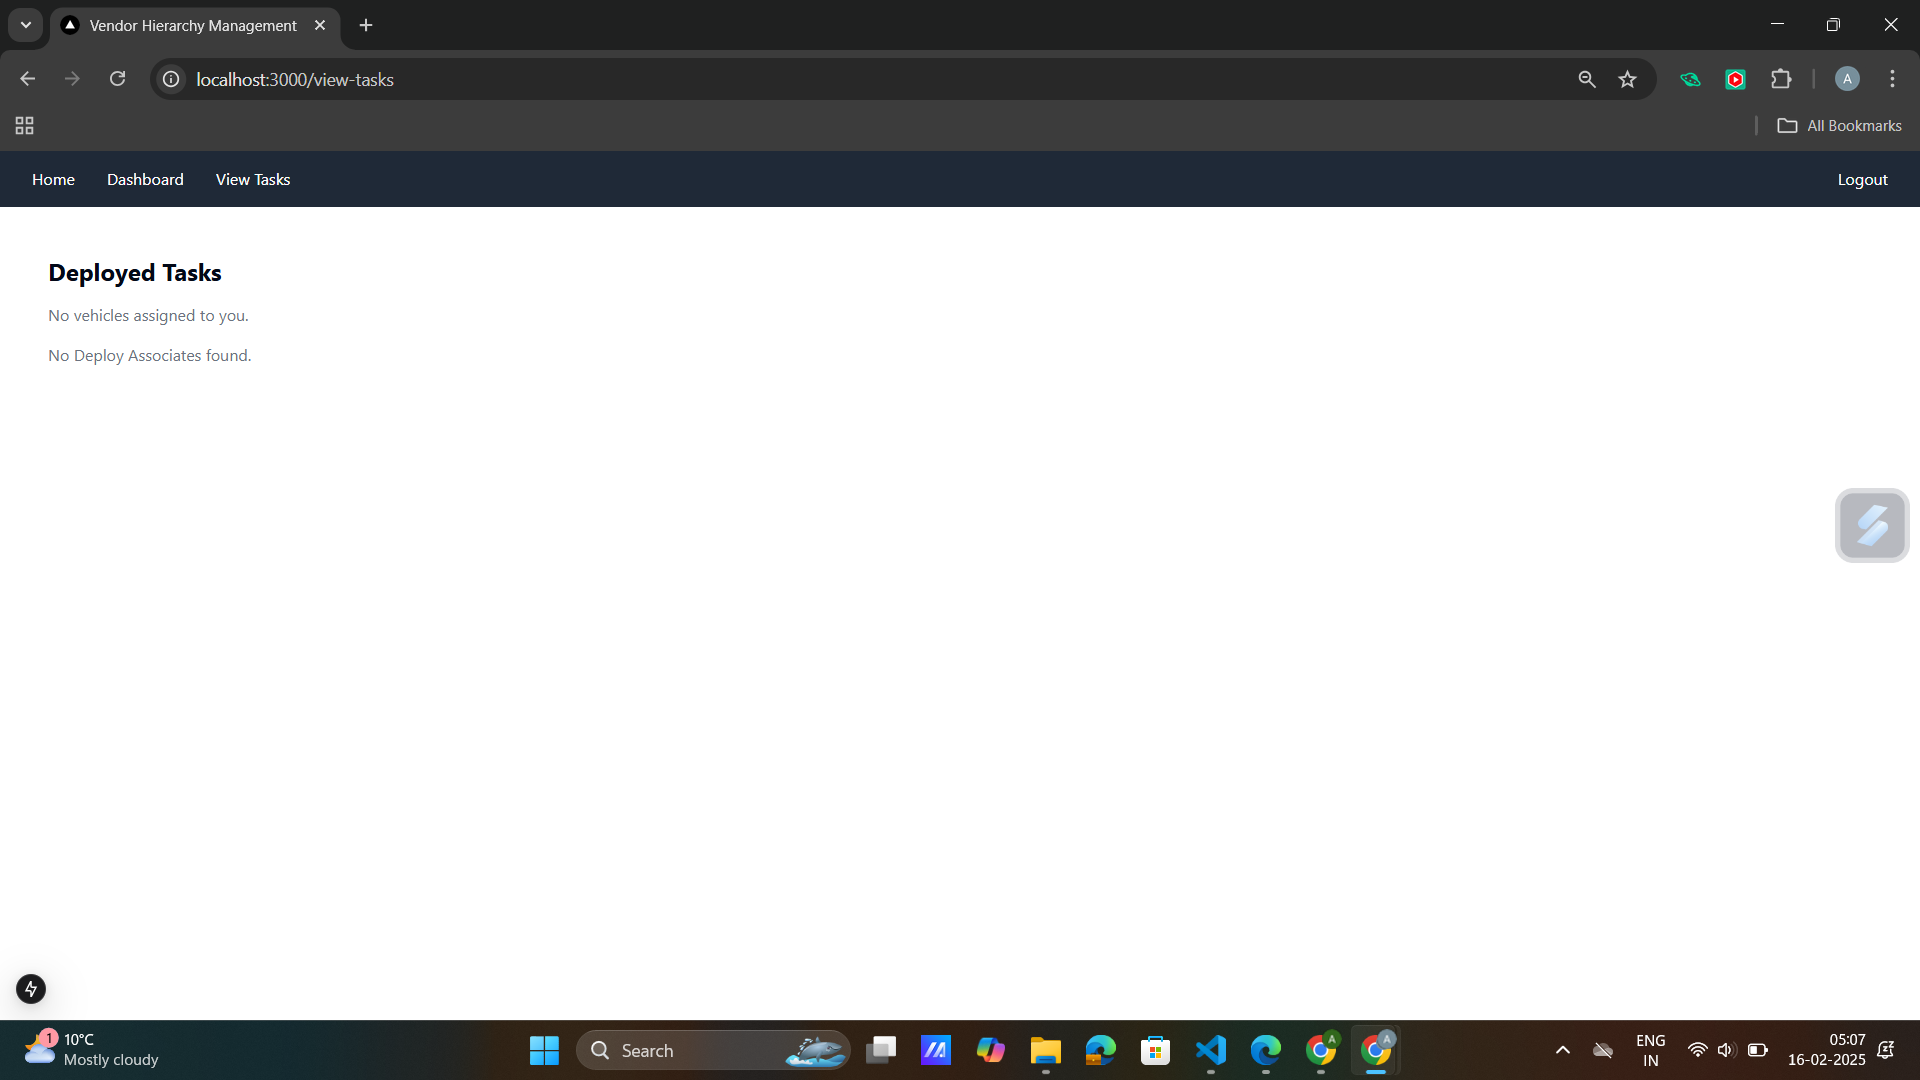 Vendor Hierarchy Management
localhost:3000/view-tasks
A
All Bookmarks
Home
Dashboard
View Tasks
Logout
Deployed Tasks
No vehicles assigned to you.
No Deploy Associates found.
1
10°C
Mostly cloudy
Search
A
A
ENG
IN
05:07
16-02-2025